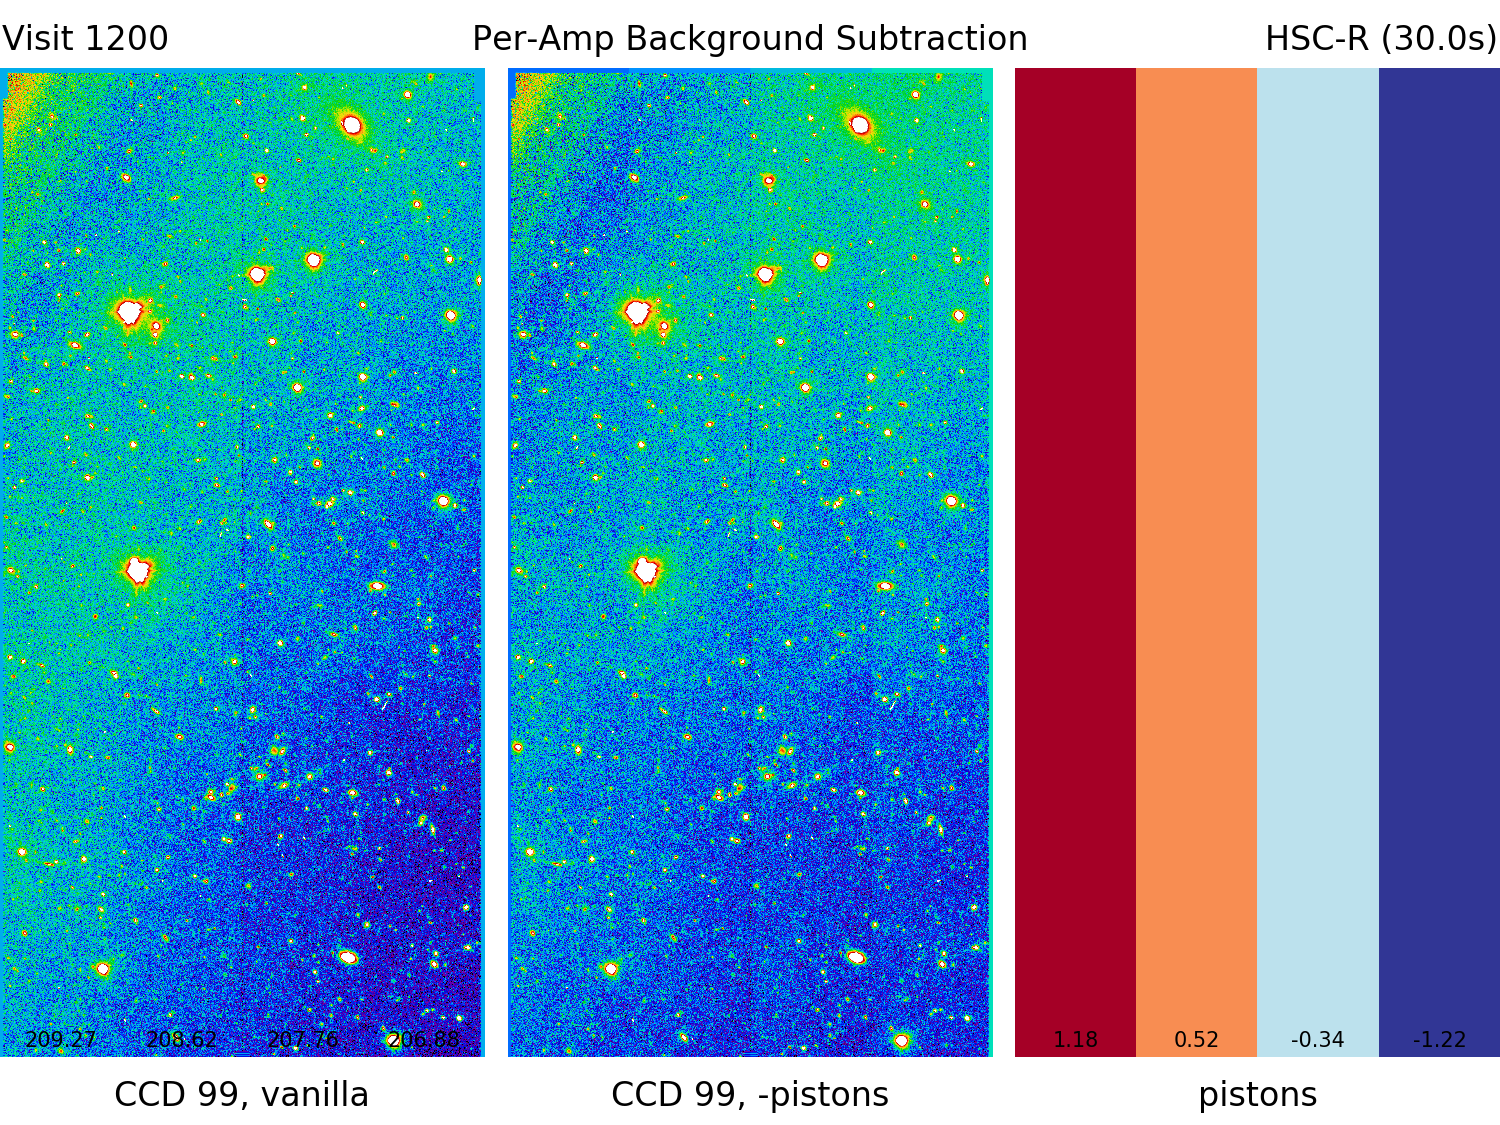 Visit 1200 Per-Amp Background Subtraction HSC-R (30.0s)
209.27 208.62 207.76 206.88 1.18 0.52 -0.34 -1.22
CCD 99, vanilla CCD 99, -pistons pistons